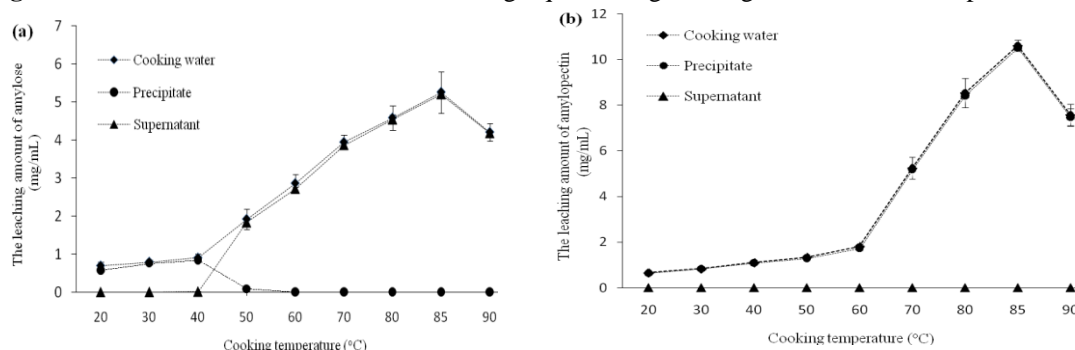 (a)
The leaching amount of amylose
(mg/mL)
7
6
5
4
3
2
1
0
Cooking water
Precipitate
Supernatant
20 30 40 50 60 70 80 85 90
Cooking temperature (°C)
(b)
The leaching amount of amylopectin
(mg/mL)
12
10
8
6
4
2
0
Cooking water
Precipitate
Supernatant
20 30 40 50 60 70 80 85 90
Cooking temperature (°C)